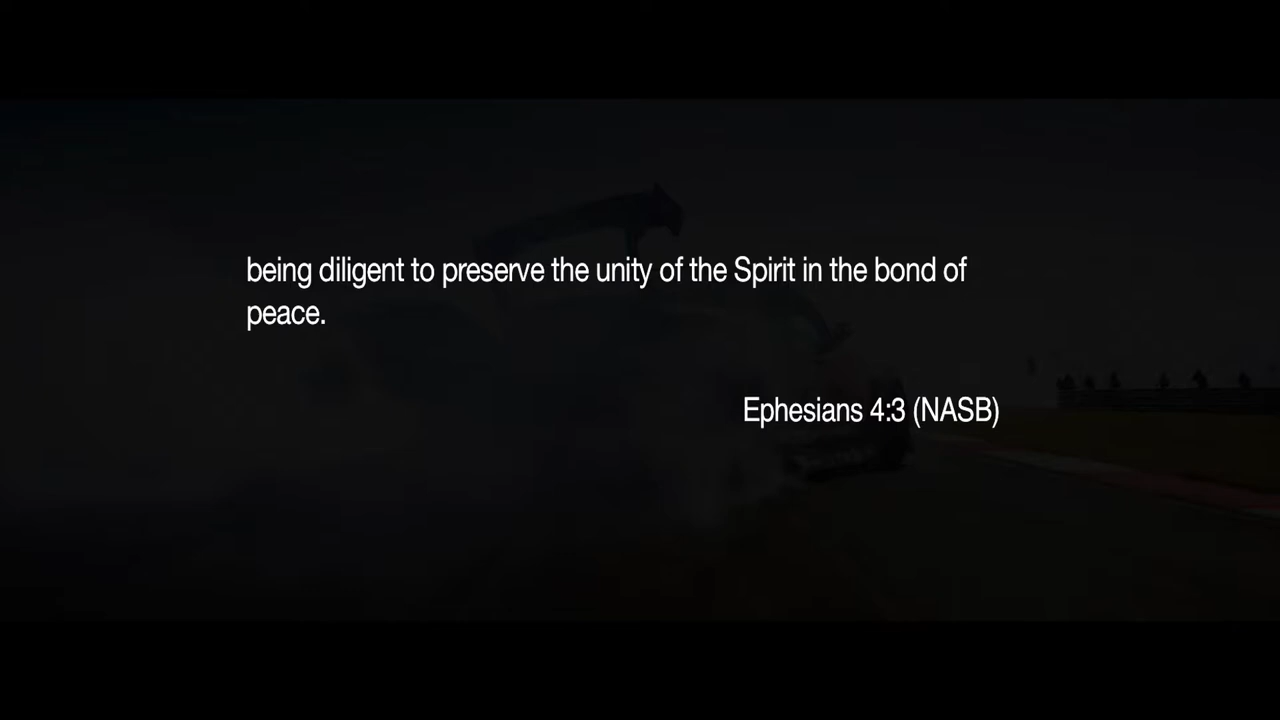 being diligent to preserve the unity of the Spirit in the bond of
peace.
Ephesians 4:3 (NASB)